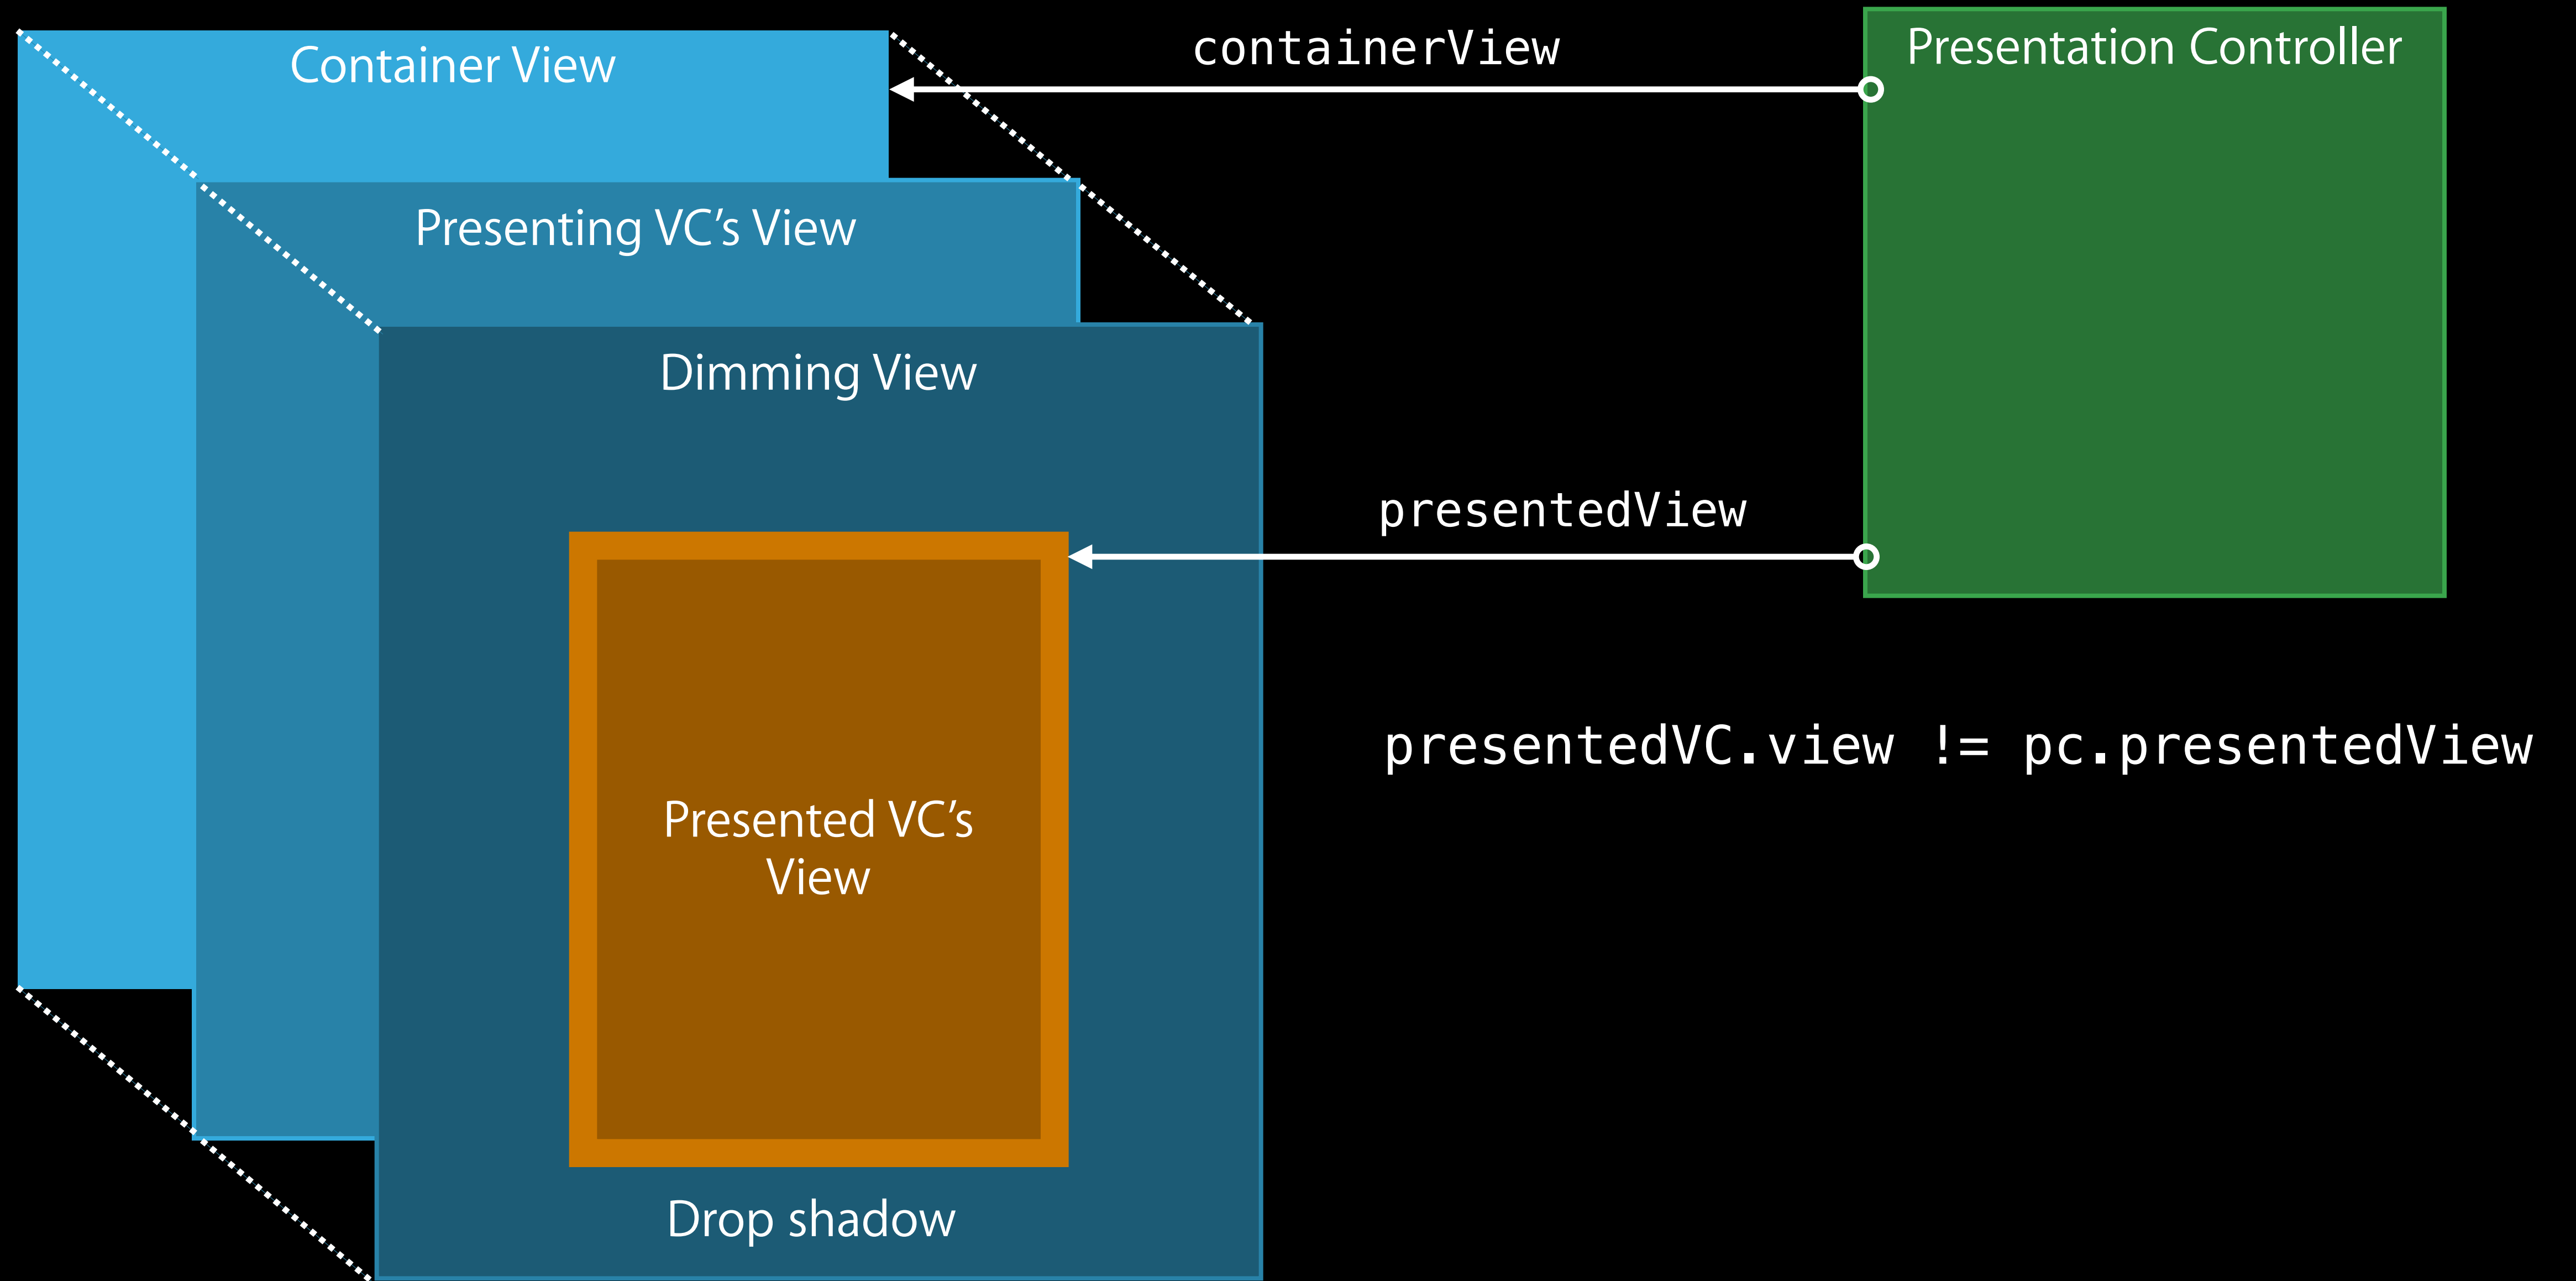 Container View
containerView
Presentation Controller
Presenting VC’s View
Dimming View
presentedView
presentedVC.view != pc.presentedView
Presented VC’s
View
Drop shadow